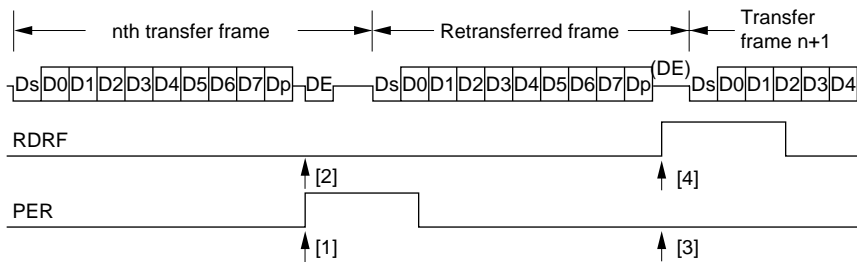 nth transfer frame
Retransferred frame
Transfer
frame n+1
(DE)
Ds D0 D1 D2 D3 D4 D5 D6 D7 Dp DE Ds D0 D1 D2 D3 D4 D5 D6 D7 Dp Ds D0 D1 D2 D3 D4
RDRF
[2]
[4]
PER
[1]
[3]